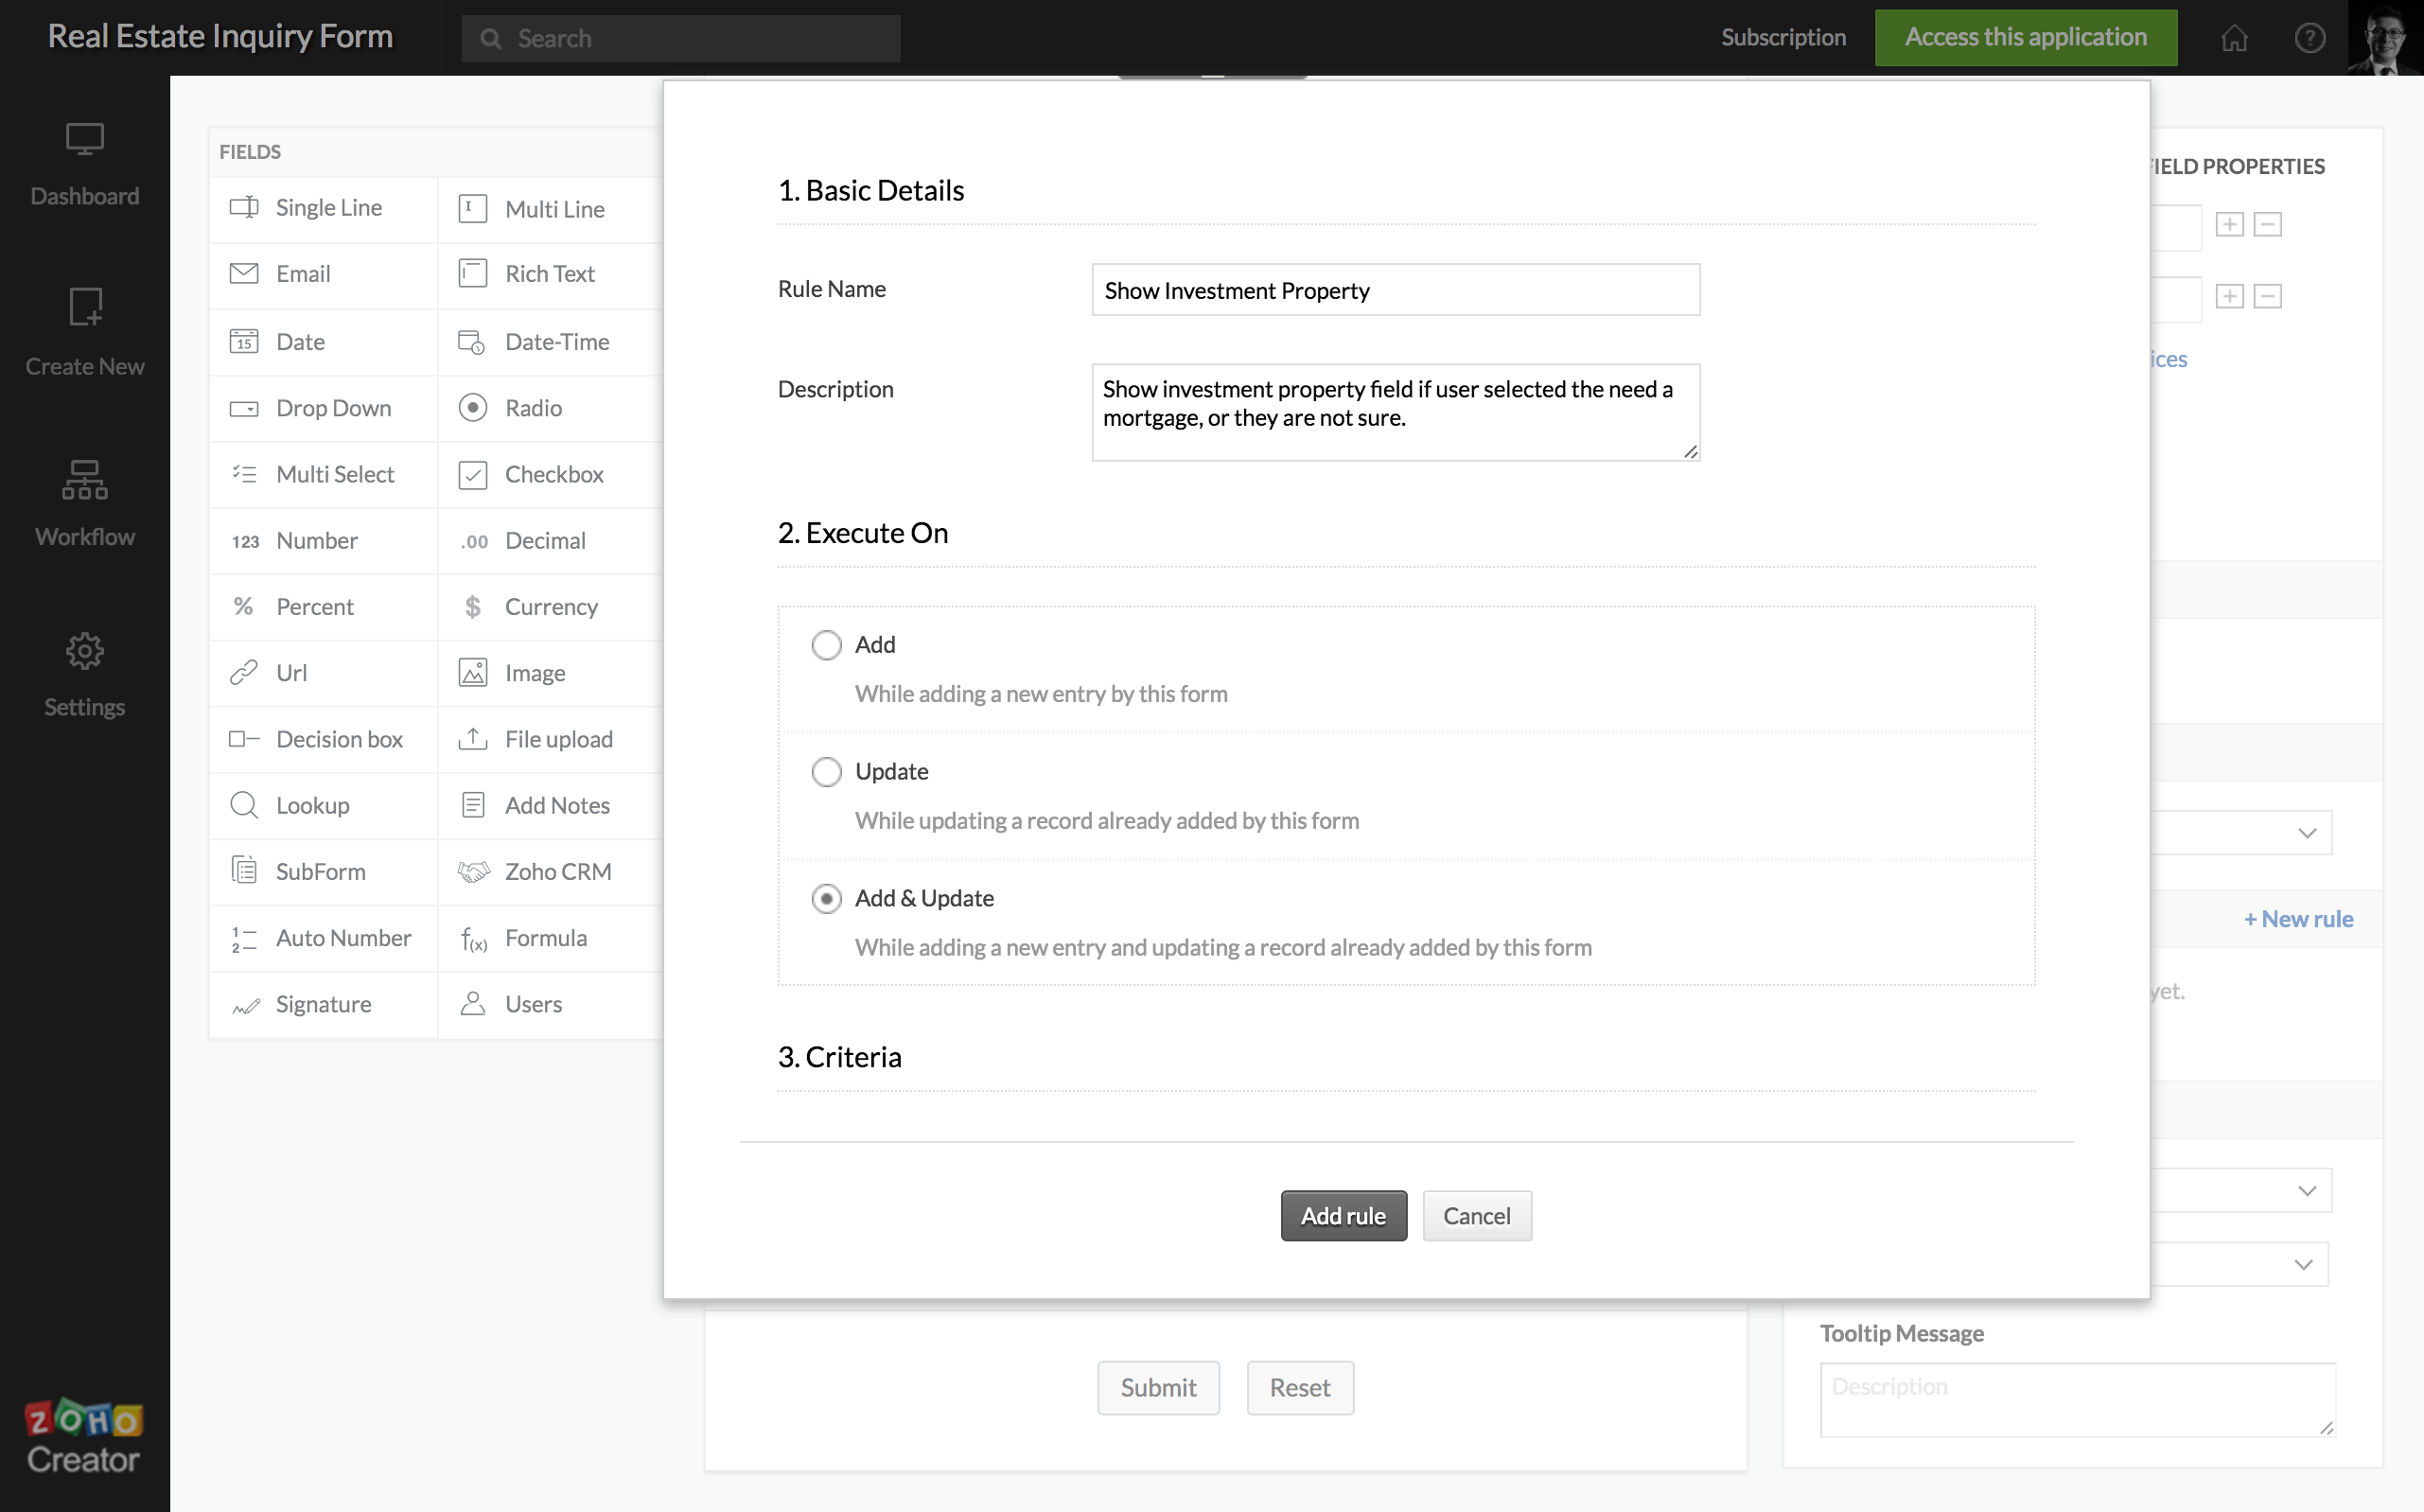 Real Estate Inquiry Form
Search
Subscription
Access this application
?
Dashboard
Create New
Workflow
Settings
ZOHO
Creator
FIELDS
Single Line
I
Multi Line
Email
Rich Text
15
Date
Date-Time
Drop Down
Radio
Multi Select
Checkbox
123 Number
.00 Decimal
% Percent
$ Currency
Url
Image
Decision box
File upload
Lookup
Add Notes
SubForm
Zoho CRM
1
2
Auto Number
f(x) Formula
Signature
Users
1. Basic Details
Rule Name
Show Investment Property
Description
Show investment property field if user selected the need a
mortgage, or they are not sure.
2. Execute On
Add
While adding a new entry by this form
Update
While updating a record already added by this form
Add & Update
While adding a new entry and updating a record already added by this form
3. Criteria
Add rule
Cancel
Submit
Reset
IELD PROPERTIES
ices
+ New rule
yet.
Tooltip Message
Description